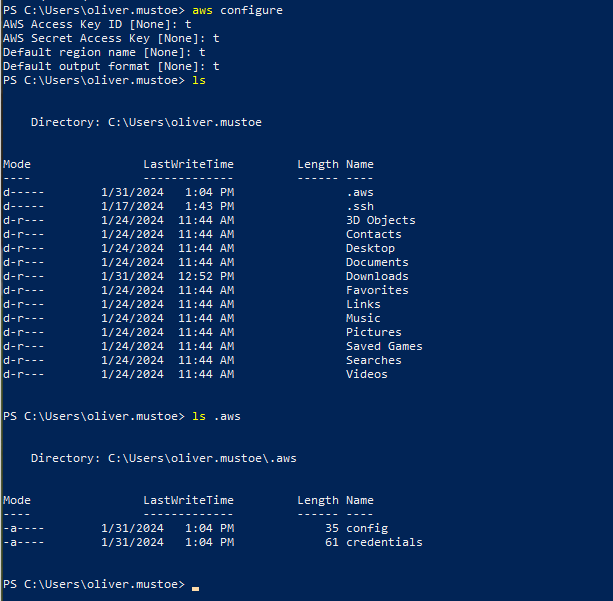 PS C:\Users\oliver.mustoe> aws configure
AWS Access Key ID [None]: t
AWS Secret Access Key [None]: t
Default region name [None]: t
Default output format [None]: t
PS C:\Users\oliver.mustoe> ls
    Directory: C:\Users\oliver.mustoe
Mode                LastWriteTime         Length Name
----                -------------         ------ ----
d-----        1/31/2024   1:04 PM                .aws
d-----        1/17/2024   1:43 PM                .ssh
d-r---        1/24/2024  11:44 AM                3D Objects
d-r---        1/24/2024  11:44 AM                Contacts
d-r---        1/24/2024  11:44 AM                Desktop
d-r---        1/24/2024  11:44 AM                Documents
d-r---        1/31/2024  12:52 PM                Downloads
d-r---        1/24/2024  11:44 AM                Favorites
d-r---        1/24/2024  11:44 AM                Links
d-r---        1/24/2024  11:44 AM                Music
d-r---        1/24/2024  11:44 AM                Pictures
d-r---        1/24/2024  11:44 AM                Saved Games
d-r---        1/24/2024  11:44 AM                Searches
d-r---        1/24/2024  11:44 AM                Videos
PS C:\Users\oliver.mustoe> ls .aws
    Directory: C:\Users\oliver.mustoe\.aws
Mode                LastWriteTime         Length Name
----                -------------         ------ ----
-a----        1/31/2024   1:04 PM             35 config
-a----        1/31/2024   1:04 PM             61 credentials
PS C:\Users\oliver.mustoe>